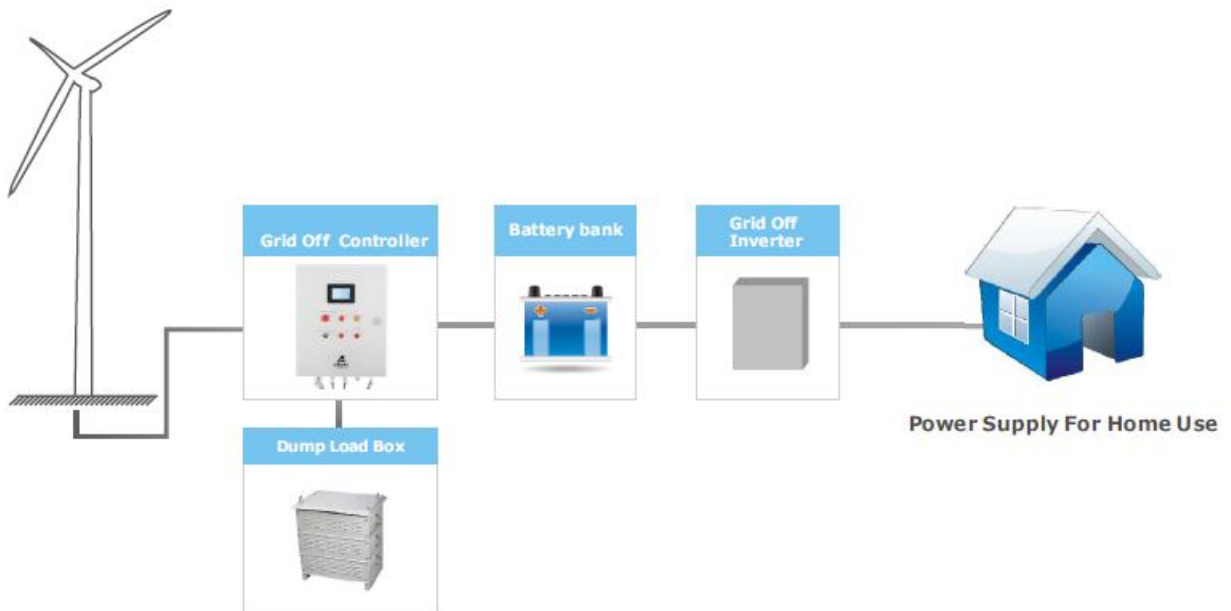 Grid Off Controller
Battery bank
Grid Off
Inverter
Dump Load Box
Power Supply For Home Use